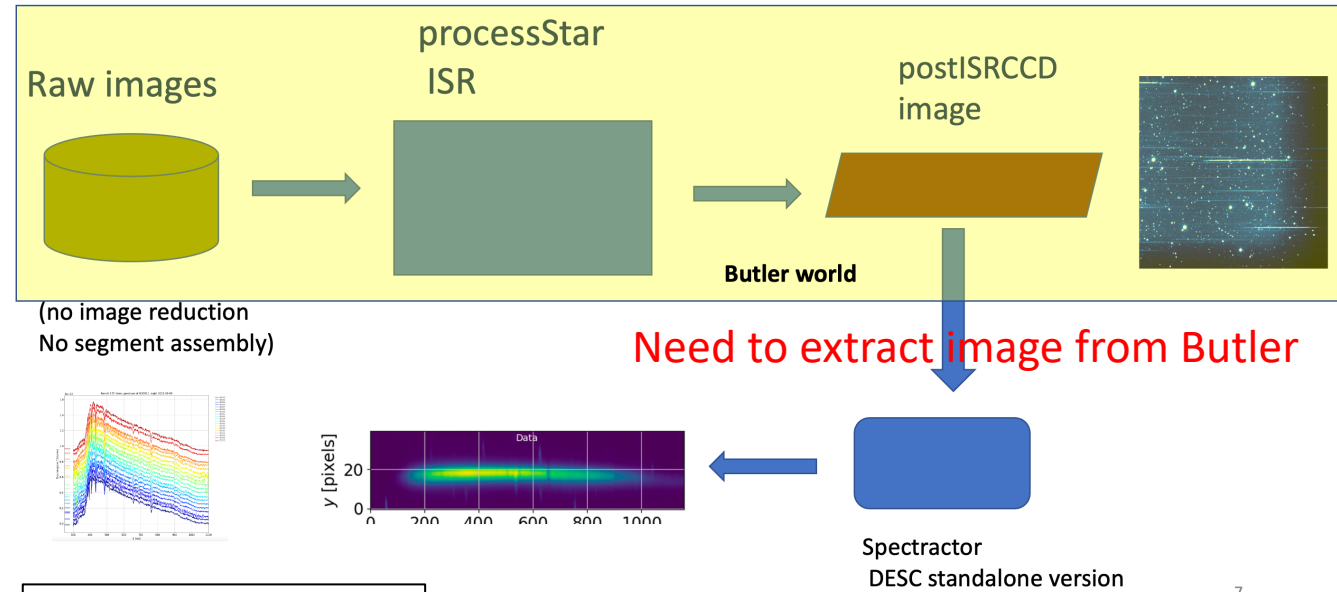 Raw images
processStar
ISR
postISRCCD
image
Butler world
(no image reduction
No segment assembly)
Need to extract image from Butler
Data
y [pixels]
20
0
0 200 400 600 800 1000
Spectractor
DESC standalone version
7